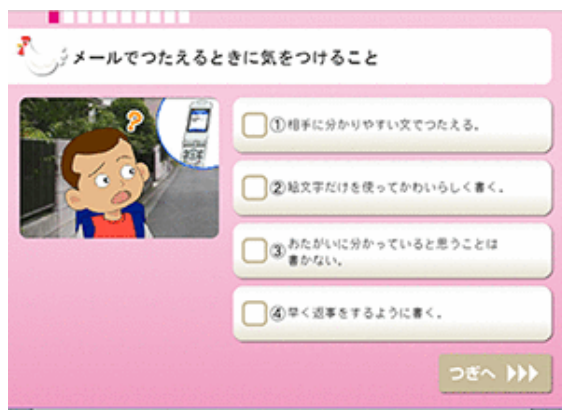 メールでつたえるときに気をつけること
?
①相手に分かりやすい文でつたえる。
②絵文字だけを使ってかわいらしく書く。
③おたがいに分かっていると思うことは
書かない。
④早く返事をするように書く。
つぎへ